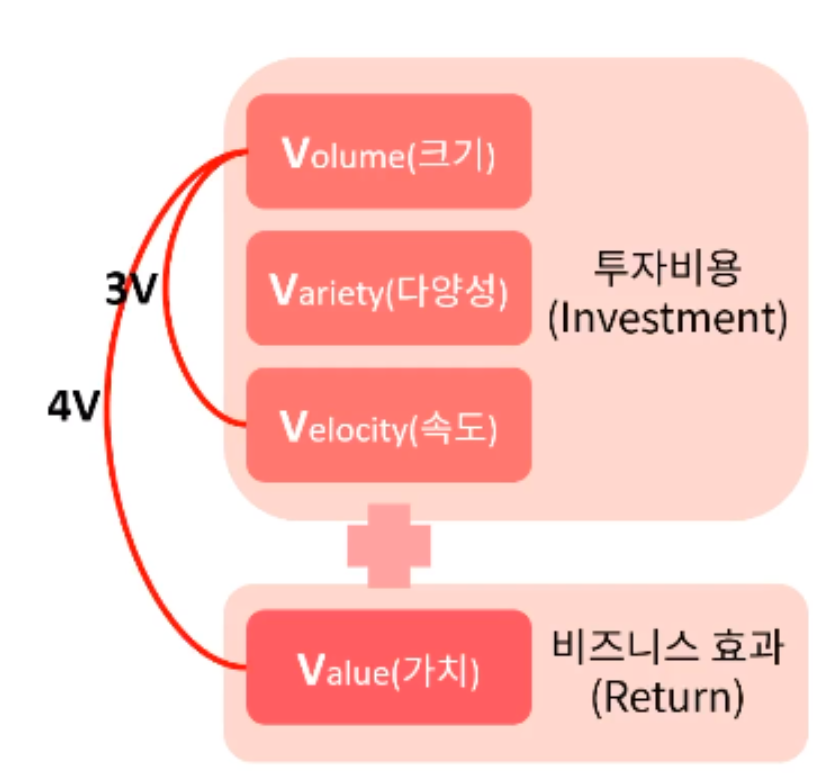 Volume(크기)
3V
Variety(다양성)
투자비용
(Investment)
4V
Velocity(속도)
Value(가치)
비즈니스 효과
(Return)